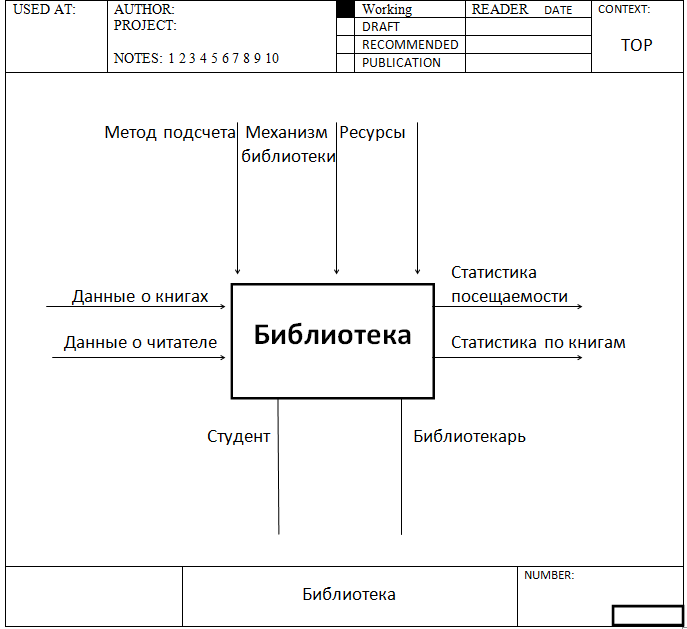 USED AT:
AUTHOR:
PROJECT:
NOTES: 1 2 3 4 5 6 7 8 9 10
Working
DRAFT
RECOMMENDED
PUBLICATION
READER DATE
CONTEXT:
TOP
Метод подсчета
Механизм
библиотеки
Ресурсы
Данные о книгах
Данные о читателе
Библиотека
Статистика
посещаемости
Статистика по книгам
Студент
Библиотекарь
Библиотека
NUMBER: